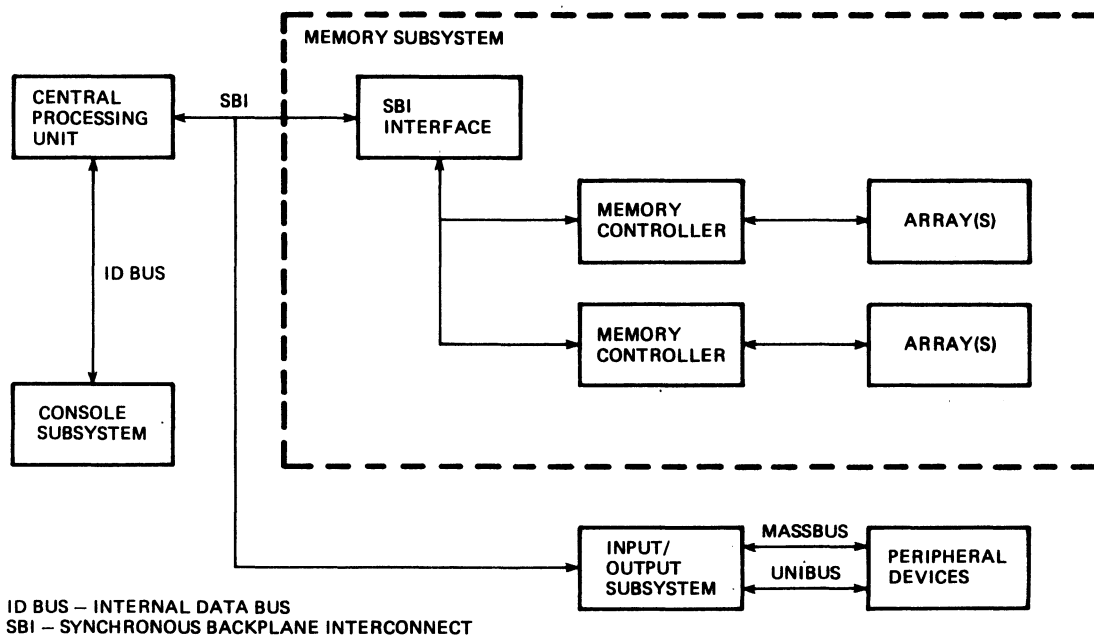 MEMORY SUBSYSTEM
CENTRAL
PROCESSING
UNIT
SBI
SBI
INTERFACE
MEMORY
CONTROLLER
ARRAY(S)
ID BUS
MEMORY
CONTROLLER
ARRAY(S)
CONSOLE
SUBSYSTEM
INPUT/
OUTPUT
SUBSYSTEM
MASSBUS
UNIBUS
PERIPHERAL
DEVICES
ID BUS – INTERNAL DATA BUS
SBI – SYNCHRONOUS BACKPLANE INTERCONNECT